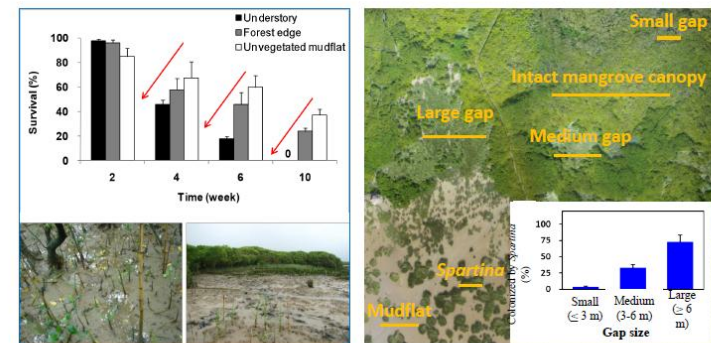 Understory
Forest edge
Unvegetated mudflat
Survival (%)
100
80
60
40
20
0
0
2 4 6 10
Time (week)
Small gap
Intact mangrove canopy
Large gap
Medium gap
Spartina
Mudflat
Colonized by Spartina
(%)
100
75
50
25
0
Small Medium Large
(≤ 3 m) (3-6 m) (≥ 6
m)
Gap size